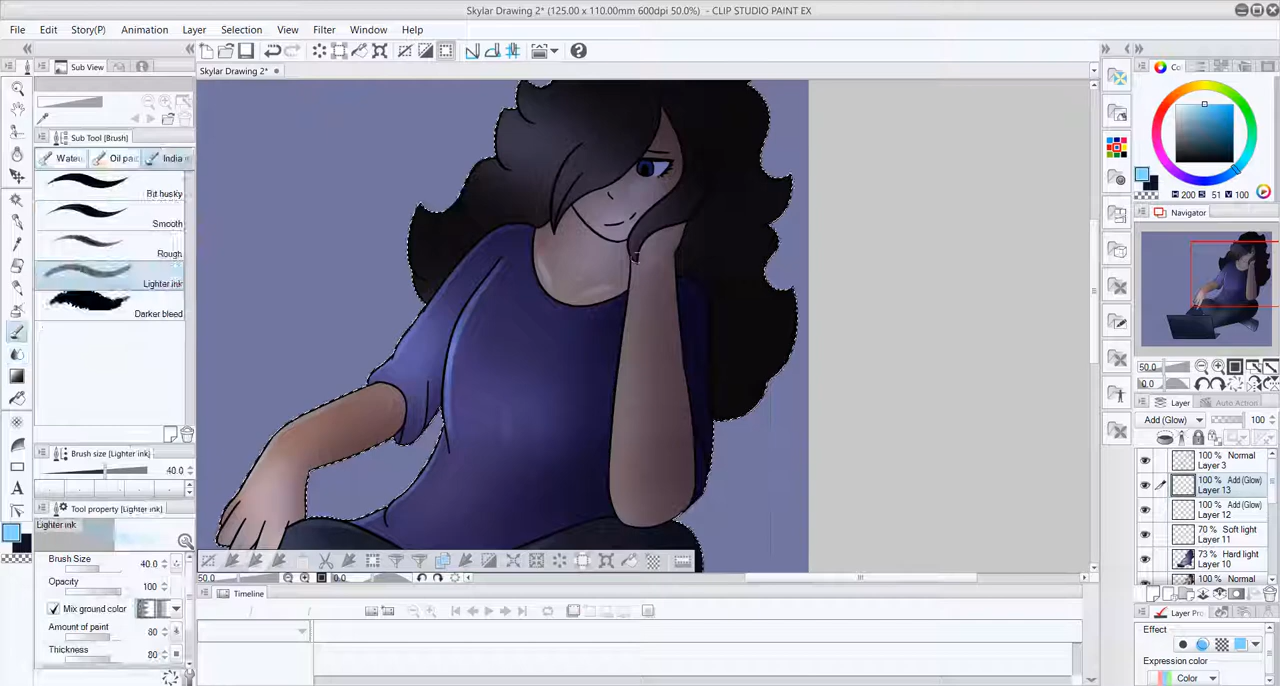 Skylar Drawing 2* (125.00 x 110.00mm 600dpi 50.0%) - CLIP STUDIO PAINT EX
File Edit Story(P) Animation Layer Selection View Filter Window Help
Skylar Drawing 2*
Sub View
Sub Tool [Brush]
Water Oil pa India
Bit husky
Smooth
Rough
Lighter ink
Darker bleed
Brush size [Lighter ink]
40.0
Tool property [Lighter ink]
Lighter ink
Brush Size 40.0
Opacity 100
Mix ground color
Amount of paint 80
Thickness 80
50.0 0.0
Timeline
Co
H 200 S 51 V 100
Navigator
50.0
0.0
Layer Auto Action
Add (Glow) 100
100 % Normal
Layer 3
100 % Add (Glow)
Layer 13
100 % Add (Glow)
Layer 12
70 % Soft light
Layer 11
73 % Hard light
Layer 10
100 % Normal
Layer Pro
Effect
Expression color
Color